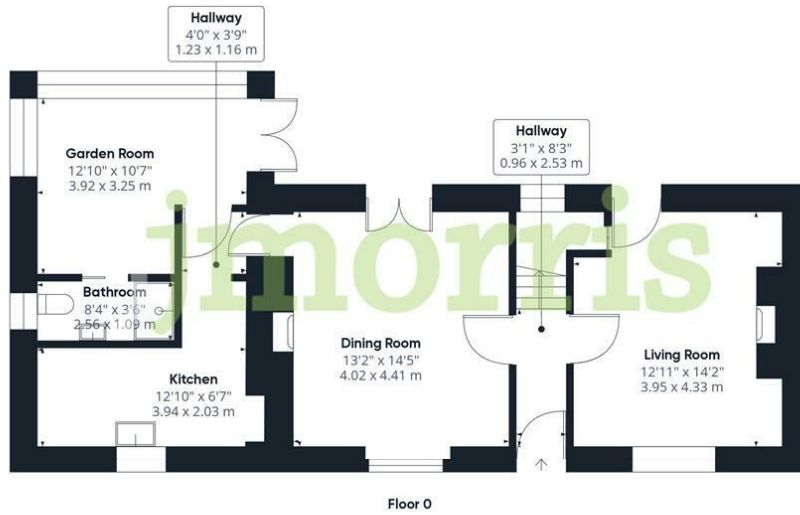 Hallway
4'0" x 3'9"
1.23 x 1.16 m
Garden Room
12'10" x 10'7"
3.92 x 3.25 m
Hallway
3'1" x 8'3"
0.96 x 2.53 m
jmorris
Bathroom
8'4" x 3'6"
2.56 x 1.09 m
Dining Room
13'2" x 14'5"
4.02 x 4.41 m
Living Room
12'11" x 14'2"
3.95 x 4.33 m
Kitchen
12'10" x 6'7"
3.94 x 2.03 m
Floor 0